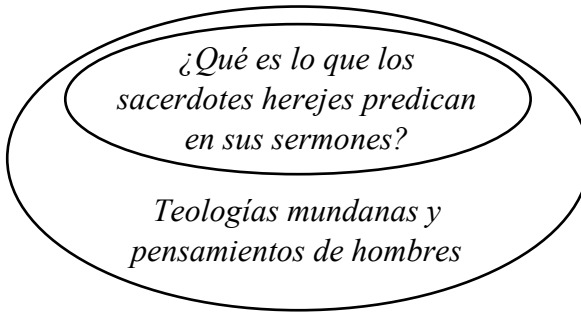 ¿Qué es lo que los
sacerdotes herejes predican
en sus sermones?
Teologías mundanas y
pensamientos de hombres